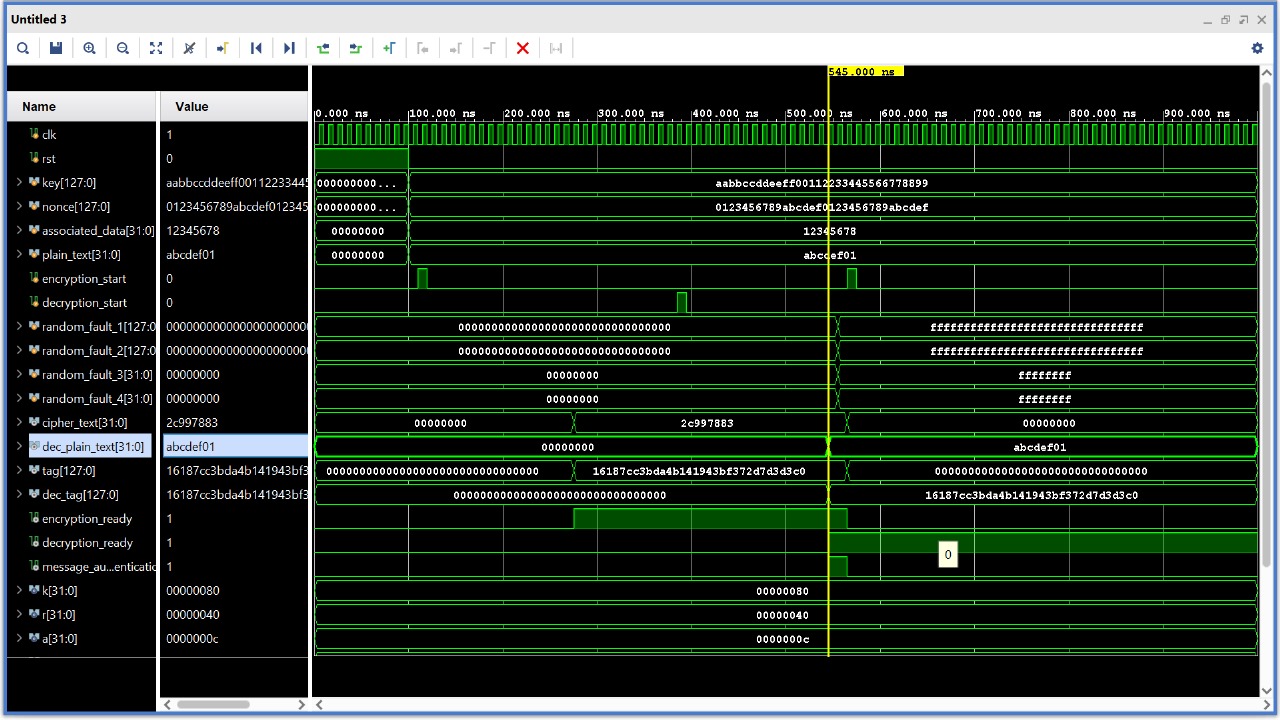 Untitled 3
545.000 ns
Name Value 0.000 ns 100.000 ns 200.000 ns 300.000 ns 400.000 ns 500.000 ns 600.000 ns 700.000 ns 800.000 ns 900.000 ns
clk 1
rst 0
key[127:0] aabbccddeeff0011223344 000000000... aabbccddeeff00112233445566778899
nonce[127:0] 0123456789abcdef012345 000000000... 0123456789abcdef0123456789abcdef
associated_data[31:0] 12345678 00000000 12345678
plain_text[31:0] abcdef01 00000000 abcdef01
encryption_start 0
decryption_start 0
random_fault_1[127:0 0000000000000000000000 00000000000000000000000000000000 ffffffffffffffffffffffffffffffff
random_fault_2[127:0 0000000000000000000000 00000000000000000000000000000000 ffffffffffffffffffffffffffffffff
random_fault_3[31:0] 00000000 00000000 ffffffff
random_fault_4[31:0] 00000000 00000000 ffffffff
cipher_text[31:0] 2c997883 00000000 2c997883 00000000
dec_plain_text[31:0] abcdef01 00000000 abcdef01
tag[127:0] 16187cc3bda4b141943bf3 00000000000000000000000000000000 16187cc3bda4b141943bf372d7d3d3c0 00000000000000000000000000000000
dec_tag[127:0] 16187cc3bda4b141943bf3 00000000000000000000000000000000 16187cc3bda4b141943bf372d7d3d3c0
encryption_ready 1
decryption_ready 1
0
message_au...enticatic 1
k[31:0] 00000080 00000080
r[31:0] 00000040 00000040
a[31:0] 0000000c 0000000c